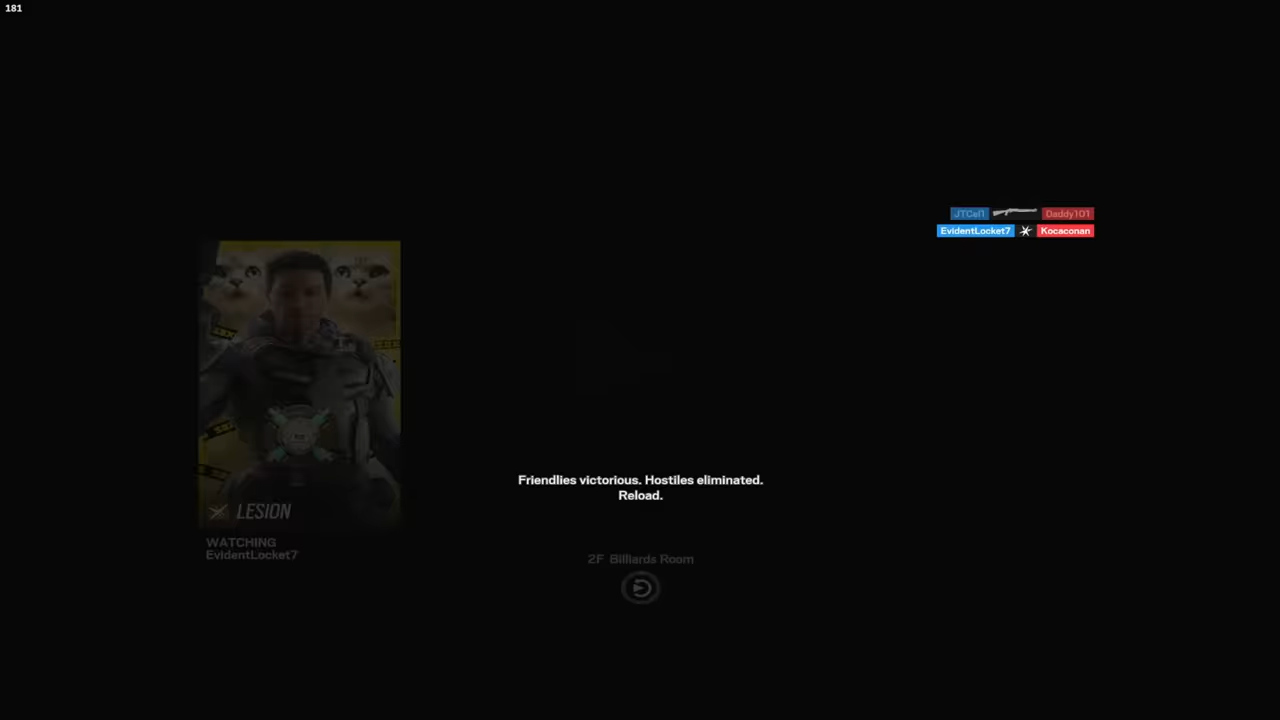 181
JTCell Daddy101
EvidentLocket7 Kocaconan
LESION
WATCHING
EvidentLocket7
Friendlies victorious. Hostiles eliminated.
Reload.
2F Billiards Room